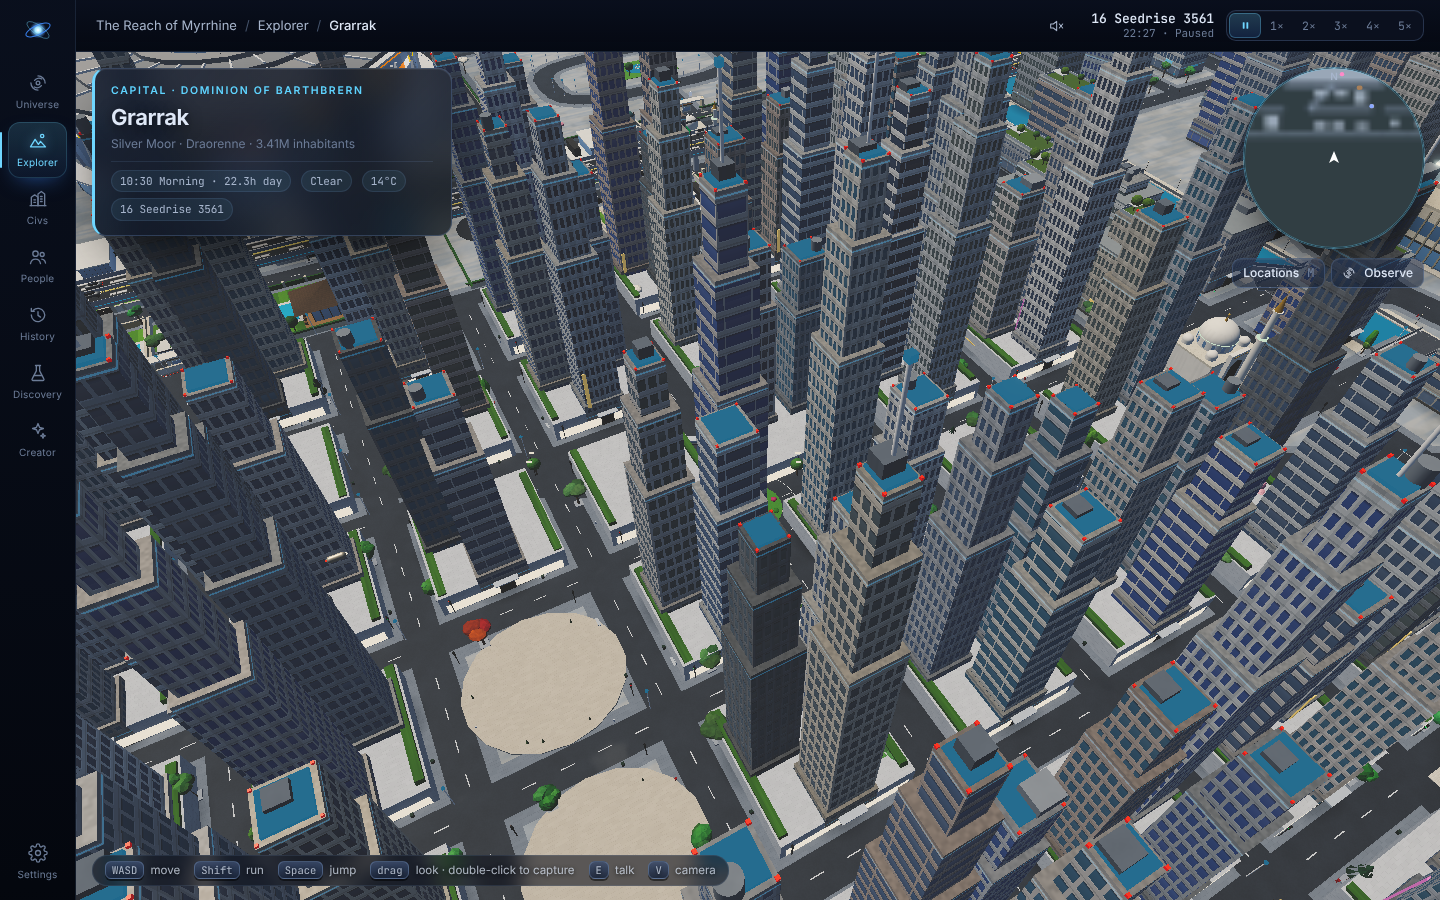 The Reach of Myrrhine / Explorer / Grarrak
16 Seedrise 3561
22:27 · Paused
1× 2× 3× 4× 5×
Universe
Explorer
Civs
People
History
Discovery
Creator
Settings
CAPITAL · DOMINION OF BARTHBRERN
Grarrak
Silver Moor · Draorenne · 3.41M inhabitants
10:30 Morning · 22.3h day
Clear
14°C
16 Seedrise 3561
N
Locations M
Observe
WASD move Shift run Space jump drag look · double-click to capture E talk V camera